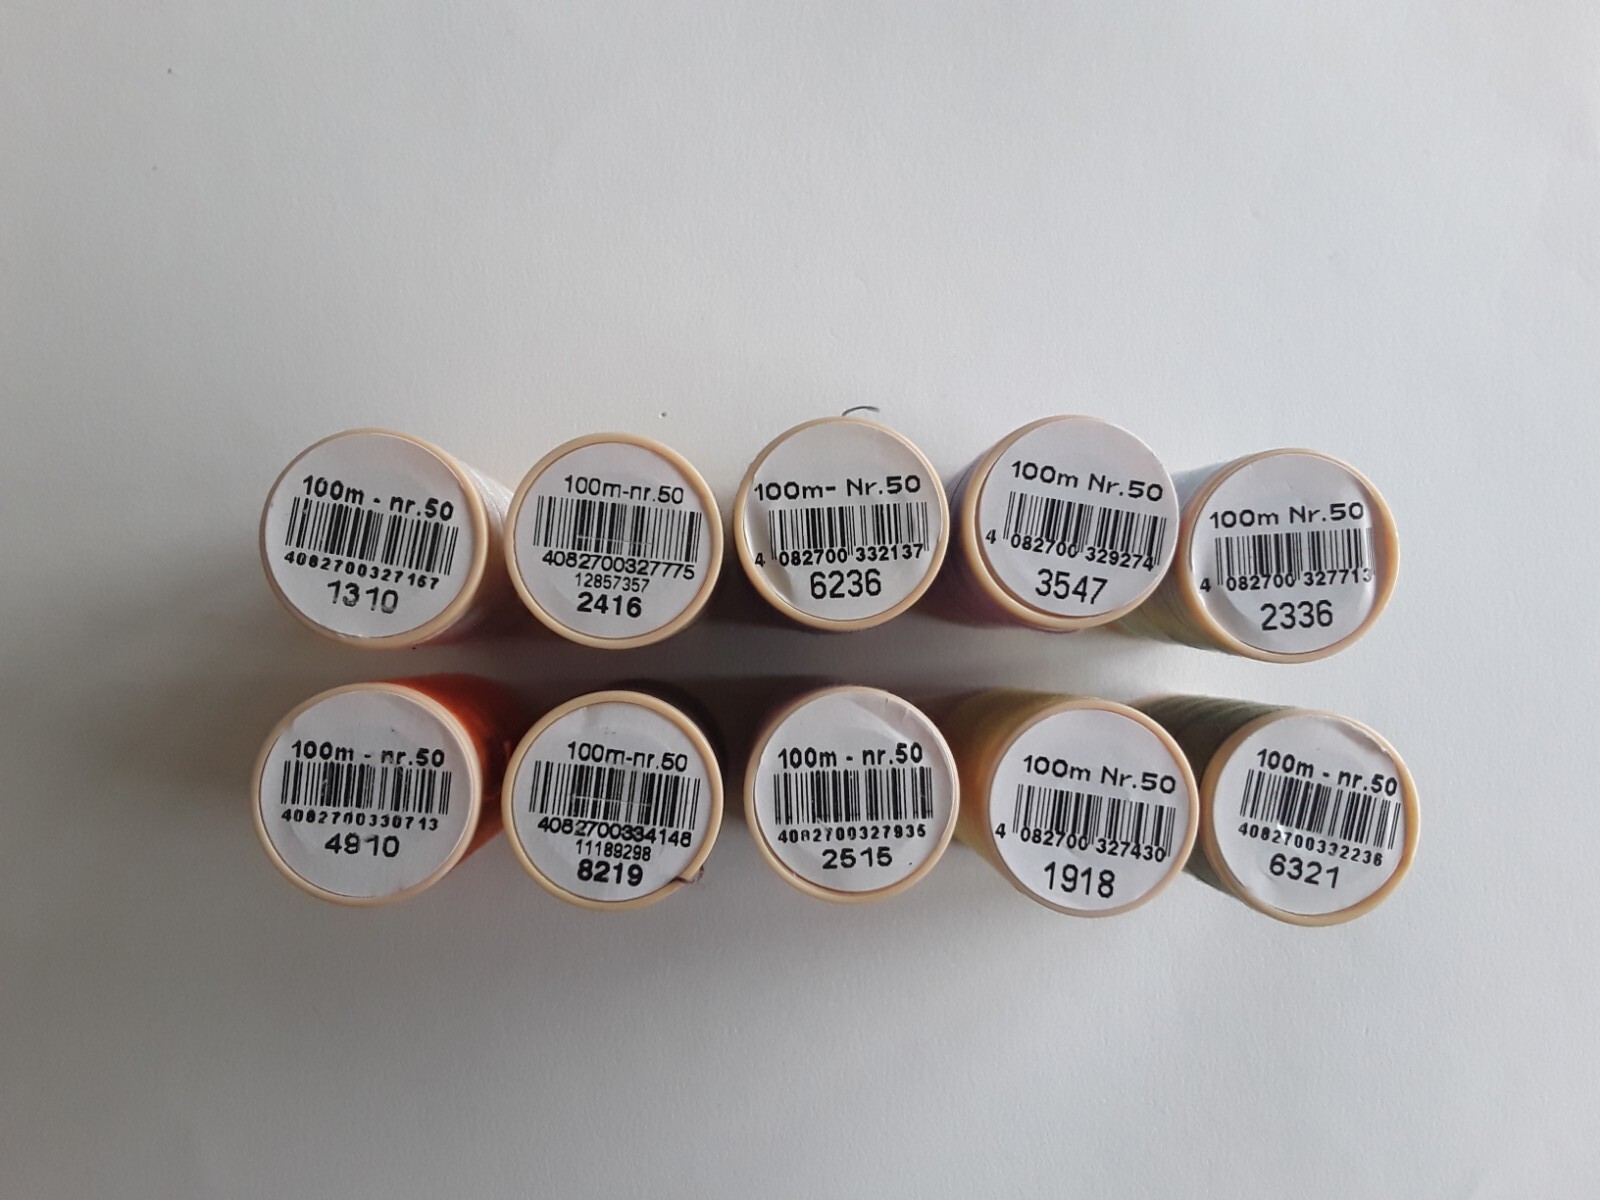 100m - nr.50
4082700327157
1310
100m-nr.50
4082700327775
12857357
2416
100m- Nr.50
4 082700 332137
6236
100m Nr.50
4 082700 329274
3547
100m Nr.50
4 082700 327713
2336
100m - nr.50
4082700330713
4910
100m-nr.50
4082700334148
11189298
8219
100m - nr.50
4082700327935
2515
100m Nr.50
4 082700 327430
1918
100m - nr.50
4082700332236
6321